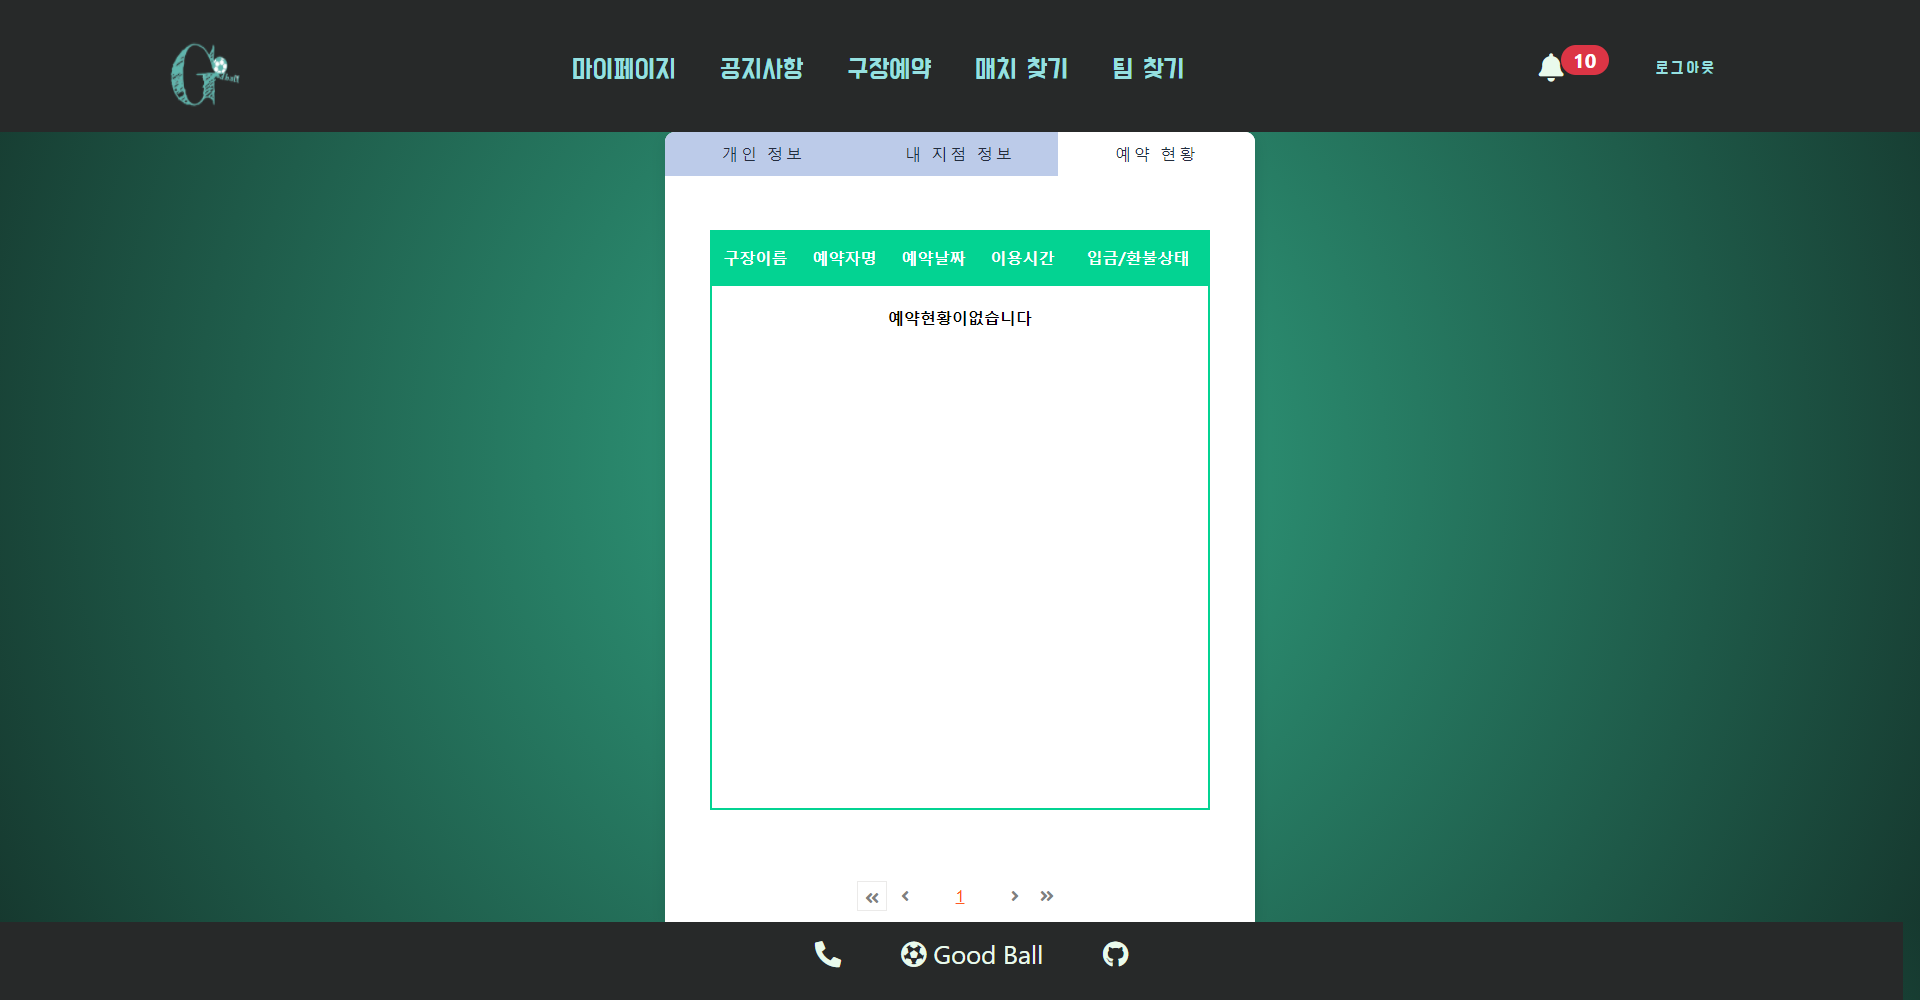 G ball
마이페이지 공지사항 구장예약 매치 찾기 팀 찾기
10 로그아웃
개인 정보 내 지점 정보 예약 현황
구장이름 예약자명 예약날짜 이용시간 입금/환불상태
예약현황이없습니다
« ‹ 1 › »
Good Ball